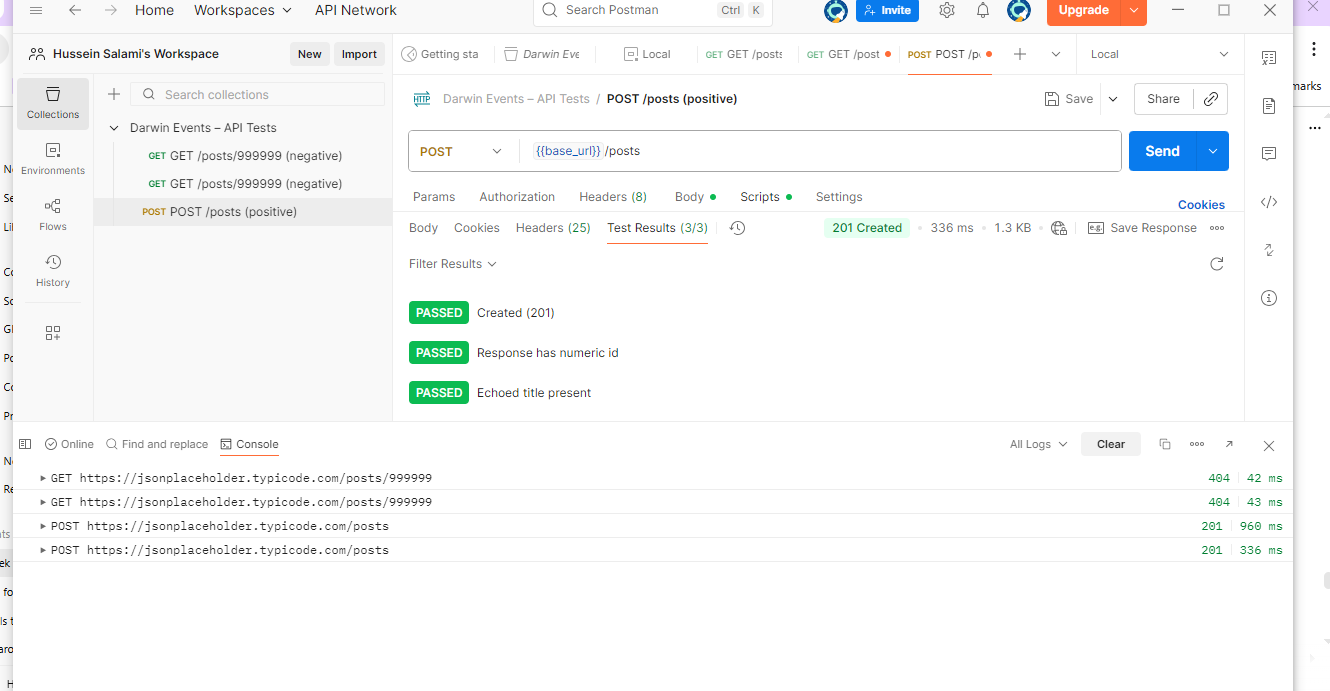 Home Workspaces API Network Search Postman Ctrl K Invite Upgrade
Hussein Salami's Workspace New Import
Getting sta Darwin Eve Local GET GET /posts GET GET /post POST POST /p Local
Collections
Environments
Flows
History
Search collections
Darwin Events – API Tests
GET GET /posts/999999 (negative)
GET GET /posts/999999 (negative)
POST POST /posts (positive)
HTTP Darwin Events – API Tests / POST /posts (positive) Save Share
POST {{base_url}} /posts Send
Params Authorization Headers (8) Body Scripts Settings
Cookies
Body Cookies Headers (25) Test Results (3/3) 201 Created 336 ms 1.3 KB e.g. Save Response
Filter Results
PASSED Created (201)
PASSED Response has numeric id
PASSED Echoed title present
Online Find and replace Console All Logs Clear
GET https://jsonplaceholder.typicode.com/posts/999999 404 42 ms
GET https://jsonplaceholder.typicode.com/posts/999999 404 43 ms
POST https://jsonplaceholder.typicode.com/posts 201 960 ms
POST https://jsonplaceholder.typicode.com/posts 201 336 ms
marks